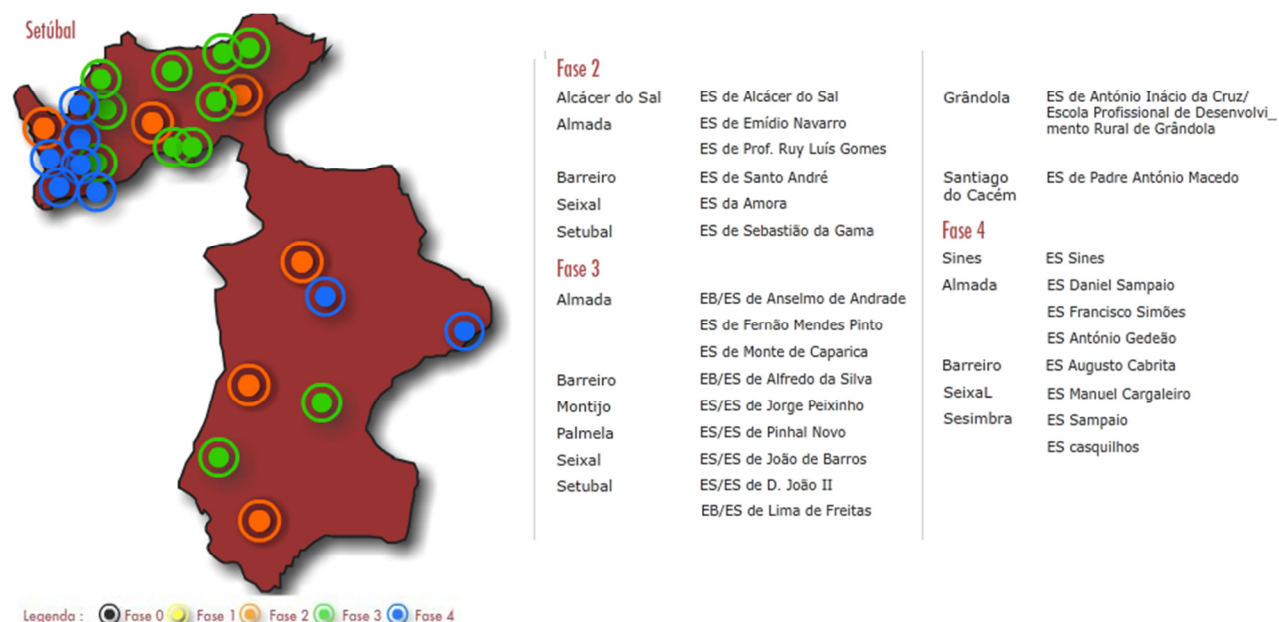 Setúbal
Fase 2
Alcácer do Sal ES de Alcácer do Sal
Almada ES de Emídio Navarro
ES de Prof. Ruy Luís Gomes
Barreiro ES de Santo André
Seixal ES da Amora
Setubal ES de Sebastião da Gama
Fase 3
Almada EB/ES de Anselmo de Andrade
ES de Fernão Mendes Pinto
ES de Monte de Caparica
Barreiro EB/ES de Alfredo da Silva
Montijo ES/ES de Jorge Peixinho
Palmela ES/ES de Pinhal Novo
Seixal ES/ES de João de Barros
Setubal ES/ES de D. João II
EB/ES de Lima de Freitas
Grândola ES de António Inácio da Cruz/
Escola Profissional de Desenvolvi_
mento Rural de Grândola
Santiago ES de Padre António Macedo
do Cacém
Fase 4
Sines ES Sines
Almada ES Daniel Sampaio
ES Francisco Simões
ES António Gedeão
Barreiro ES Augusto Cabrita
SeixaL ES Manuel Cargaleiro
Sesimbra ES Sampaio
ES casquilhos
Legenda : Fase 0 Fase 1 Fase 2 Fase 3 Fase 4